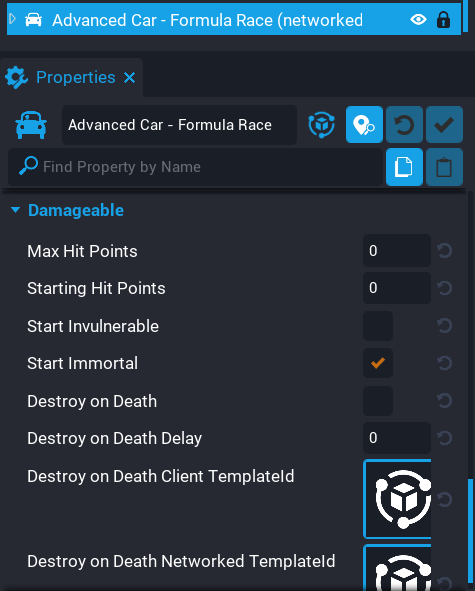 Advanced Car - Formula Race (networked
Properties
Advanced Car - Formula Race
Find Property by Name
Damageable
Max Hit Points 0
Starting Hit Points 0
Start Invulnerable
Start Immortal
Destroy on Death
Destroy on Death Delay 0
Destroy on Death Client TemplateId
Destroy on Death Networked TemplateId